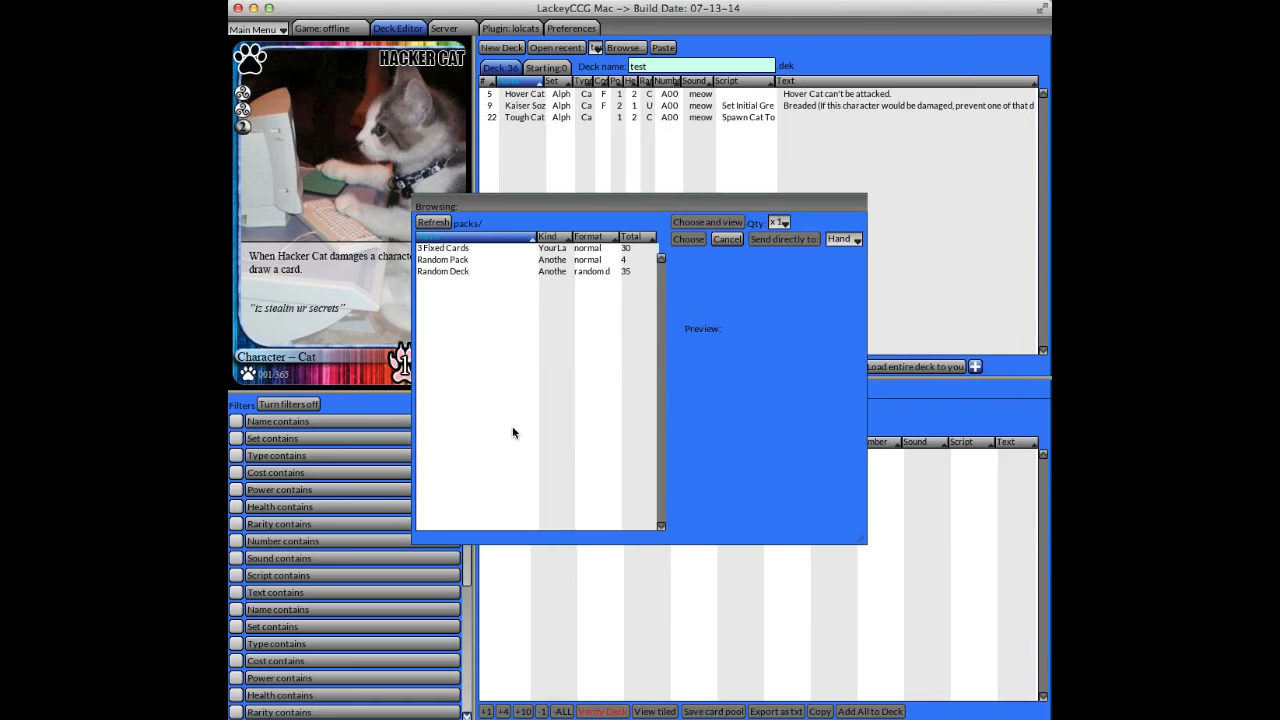 LackeyCCG Mac -> Build Date: 07-13-14
Main Menu
Game: offline
Deck Editor
Server
Plugin: lolcats
Preferences
HACKER CAT
2
When Hacker Cat damages a characte
draw a card.
"iz stealin ur secrets"
Character – Cat
1
001/365
New Deck
Open recent:
Browse...
Paste
Deck:36
Starting:0
Deck name:
test
.dek
# Set Type Po He Ra Numb Sound Script Text
5 Hover Cat Alph Ca F 1 2 C A00 meow Hover Cat can't be attacked.
9 Kaiser Soz Alph Ca F 2 1 U A00 meow Set Initial Gre Breaded (If this character would be damaged, prevent one of that d
22 Tough Cat Alph Ca 1 2 C A00 meow Spawn Cat To
Browsing:
Refresh
packs/
Kind Format Total
3 Fixed Cards YourLa normal 30
Random Pack Anothe normal 4
Random Deck Anothe random d 35
Choose and view
Qty:
x 1
Choose
Cancel
Send directly to:
Hand
Preview:
Load entire deck to you
+
Filters
Turn filters off
Name contains
Set contains
Type contains
Cost contains
Power contains
Health contains
Rarity contains
Number contains
Sound contains
Script contains
Text contains
Name contains
Set contains
Type contains
Cost contains
Power contains
Health contains
Rarity contains
mber Sound Script Text
+1
+4
+10
-1
-ALL
Verify Deck
View tiled
Save card pool
Export as txt
Copy
Add All to Deck